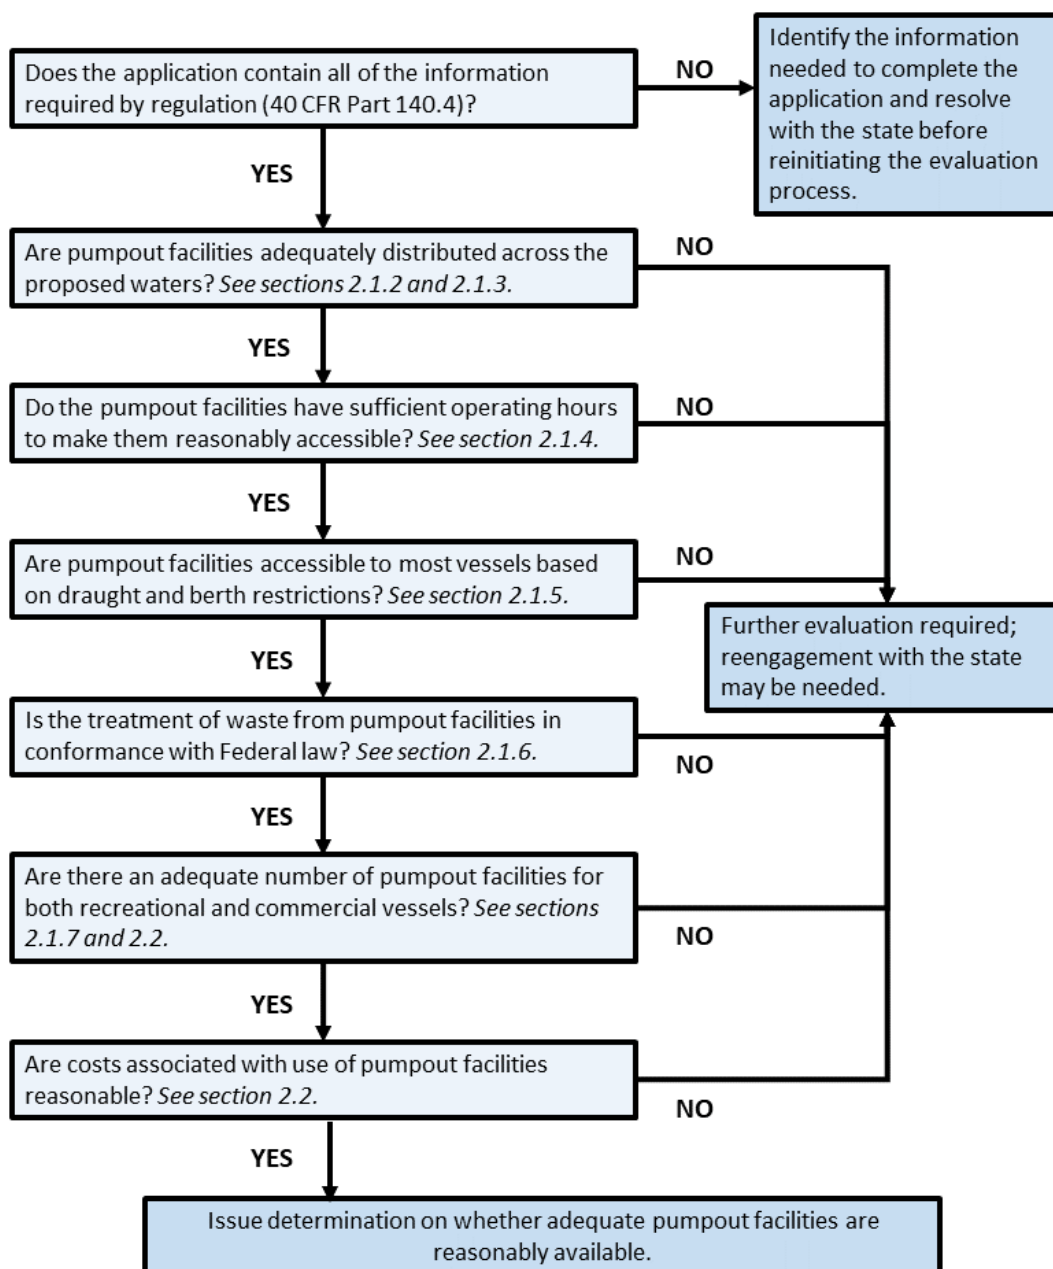 Does the application contain all of the information
required by regulation (40 CFR Part 140.4)?
NO
Identify the information
needed to complete the
application and resolve
with the state before
reinitiating the evaluation
process.
YES
Are pumpout facilities adequately distributed across the
proposed waters? See sections 2.1.2 and 2.1.3.
NO
YES
Do the pumpout facilities have sufficient operating hours
to make them reasonably accessible? See section 2.1.4.
NO
YES
Are pumpout facilities accessible to most vessels based
on draught and berth restrictions? See section 2.1.5.
NO
Further evaluation required;
reengagement with the state
may be needed.
YES
Is the treatment of waste from pumpout facilities in
conformance with Federal law? See section 2.1.6.
NO
YES
Are there an adequate number of pumpout facilities for
both recreational and commercial vessels? See sections
2.1.7 and 2.2.
NO
YES
Are costs associated with use of pumpout facilities
reasonable? See section 2.2.
NO
YES
Issue determination on whether adequate pumpout facilities are
reasonably available.